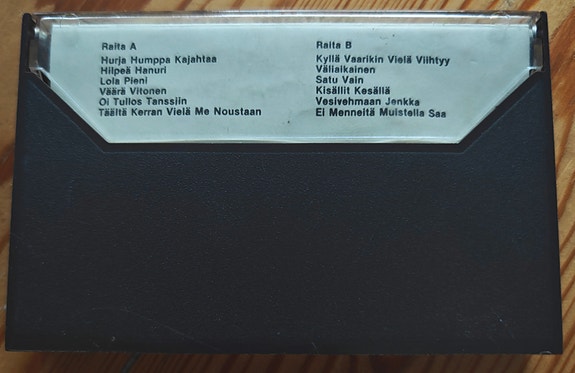 Raita A
Hurja Humppa Kajahtaa
Hilpeä Hanuri
Lola Pieni
Väärä Vitonen
Oi Tullos Tanssiin
Täältä Kerran Vielä Me Noustaan
Raita B
Kyllä Vaarikin Vielä Viihtyy
Väliaikainen
Satu Vain
Kisällit Kesällä
Vesivehmaan Jenkka
Ei Menneitä Muistella Saa